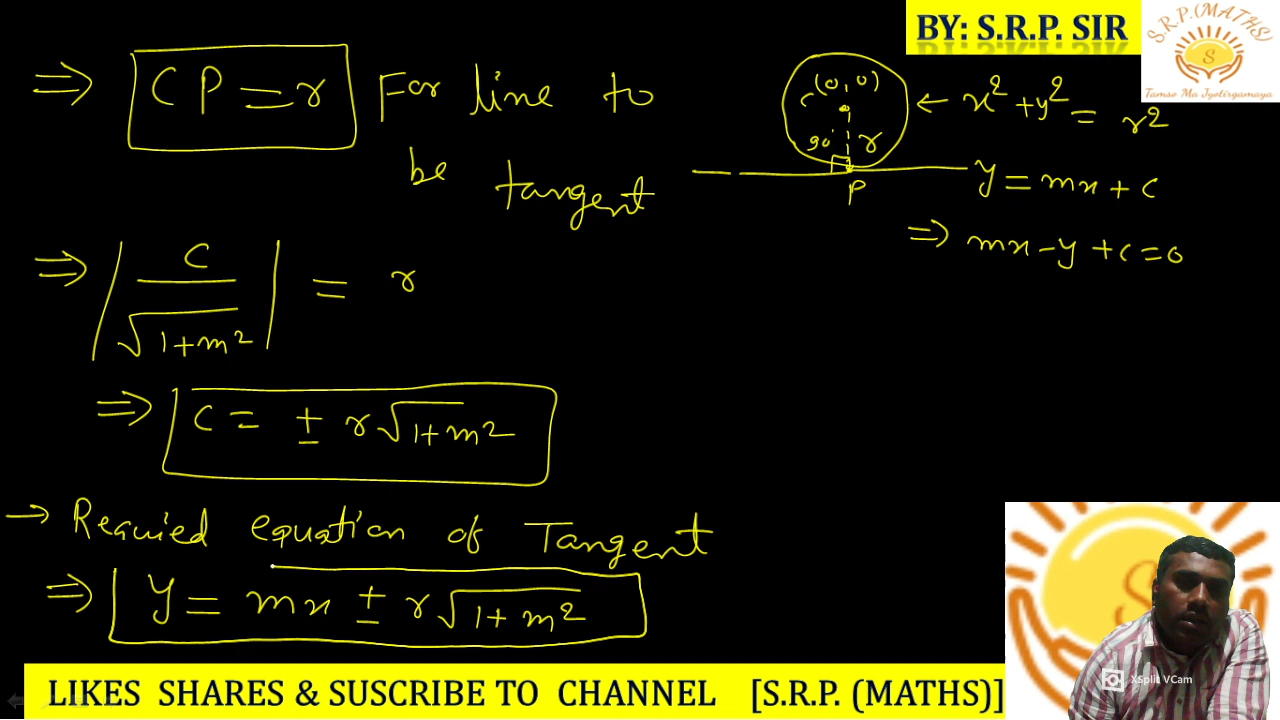 BY: S.R.P. SIR
S.R.P.(MATHS)
S
Tamso Ma Jyotirgamaya
⇒ CP = r For line to
be tangent
(0,0)
C
90° r
P
← x² + y² = r²
y = mx + c
⇒ mx - y + c = 0
⇒ | c / √1+m² | = r
⇒ C = ± r√1+m²
→ Requied equation of Tangent
⇒ y = mx ± r√1+m²
XSplit VCam
LIKES SHARES & SUSCRIBE TO CHANNEL [S.R.P. (MATHS)]